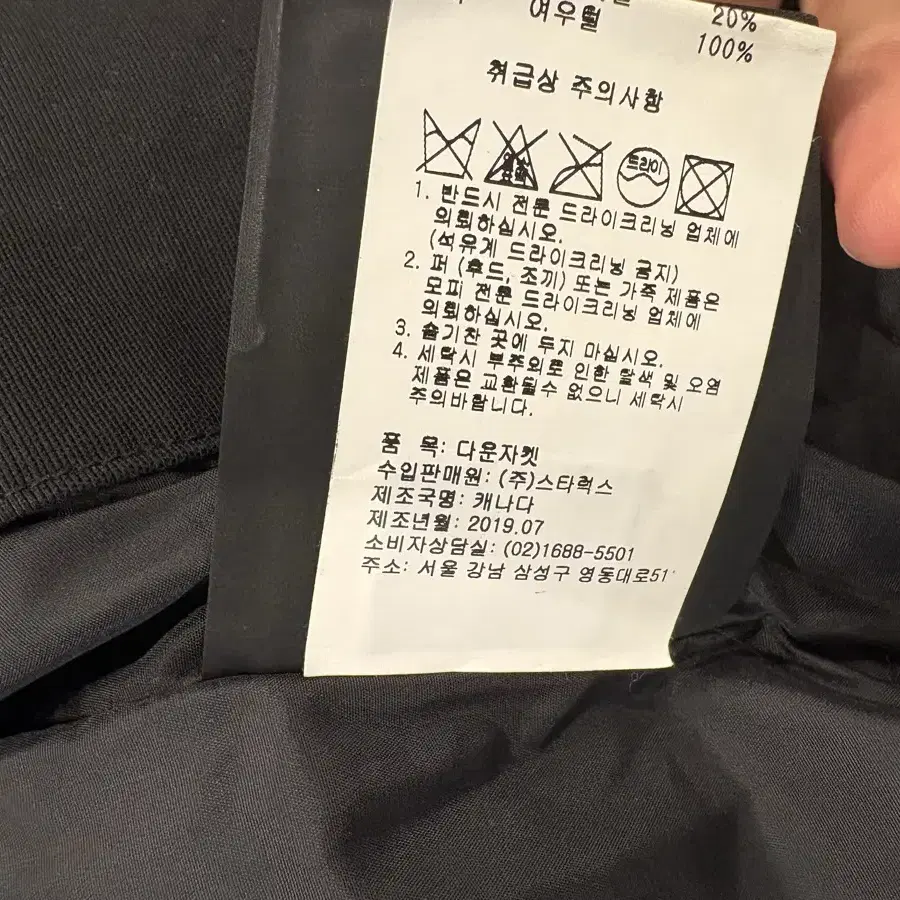 20%
여우털 100%
취급상 주의사항
드라이
1. 반드시 전문 드라이크리닝 업체에
의뢰하십시오.
(석유계 드라이크리닝 금지)
2. 퍼 (후드, 조끼) 또는 가죽 제품은
모피 전문 드라이크리닝 업체에
의뢰하십시오.
3. 습기찬 곳에 두지 마십시오.
4. 세탁시 부주의로 인한 탈색 및 오염
제품은 교환될수 없으니 세탁시
주의바랍니다.
품 목: 다운자켓
수입판매원: (주)스타럭스
제조국명: 캐나다
제조년월: 2019.07
소비자상담실: (02)1688-5501
주소: 서울 강남 삼성구 영동대로51